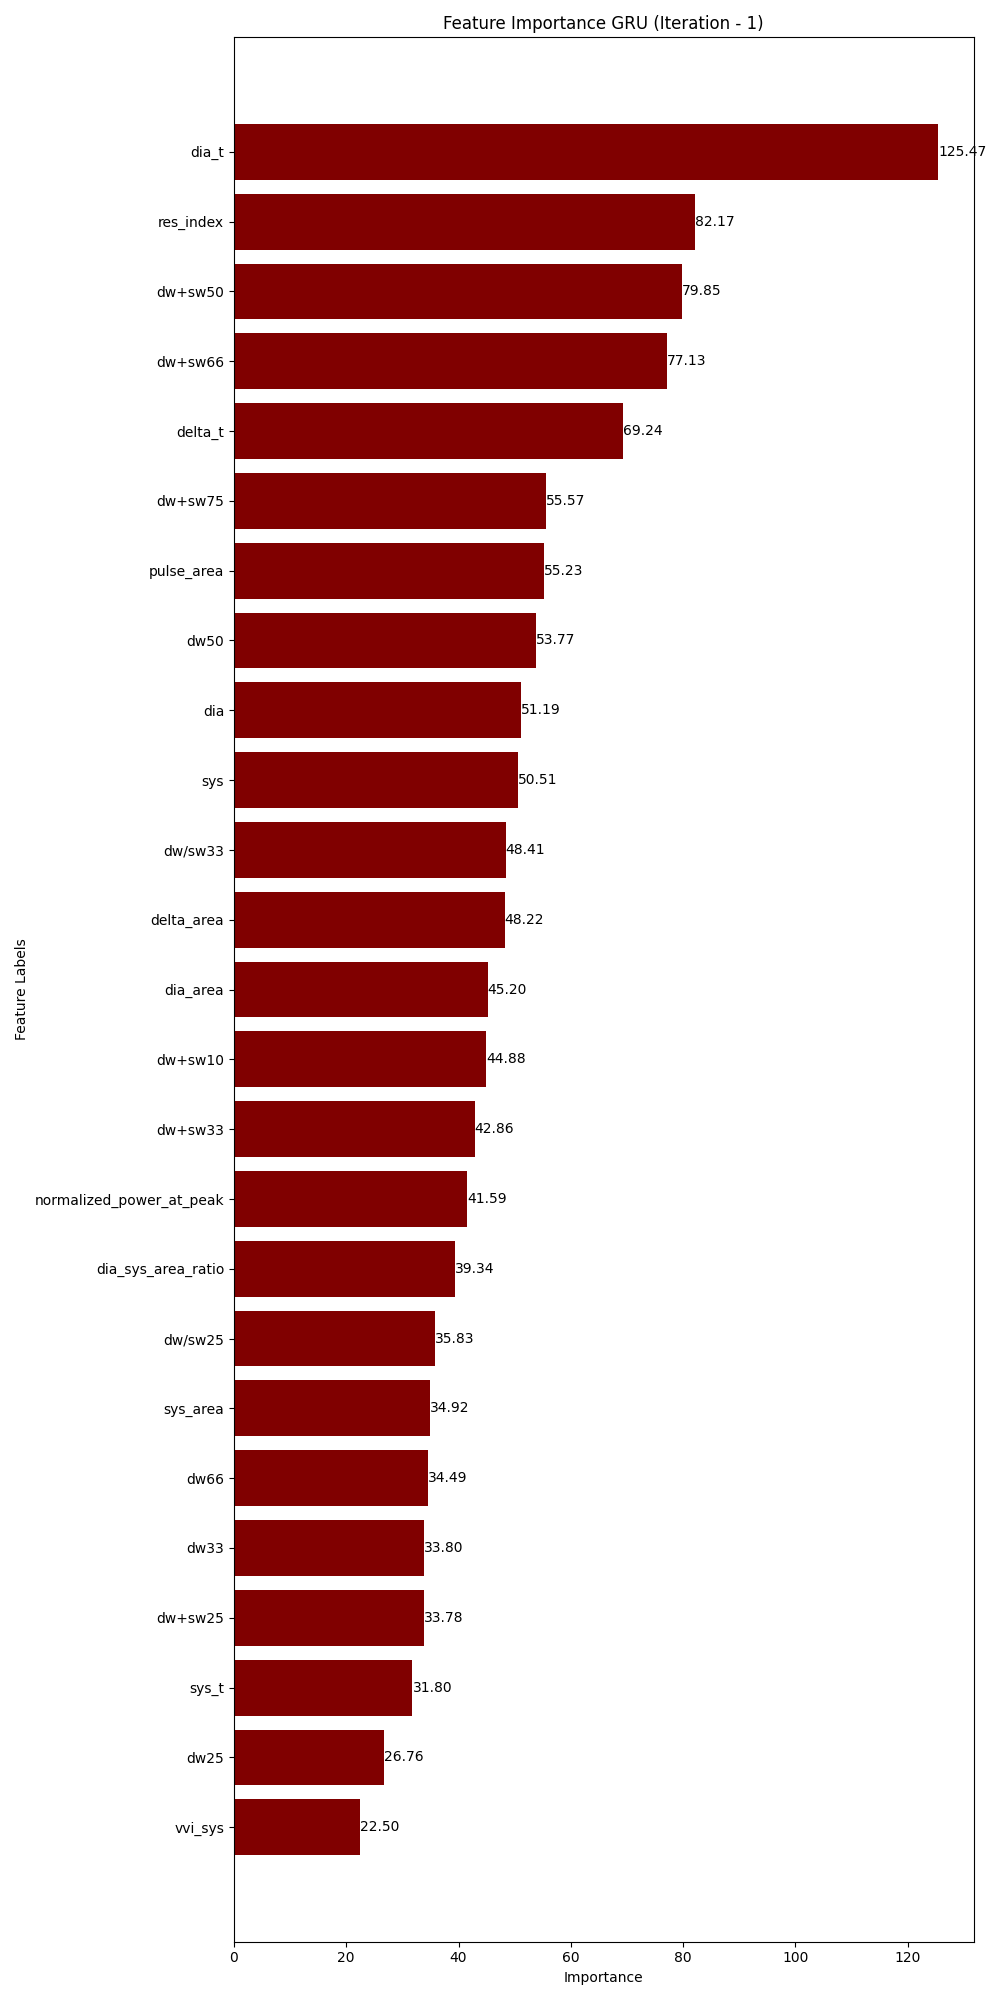 Feature Importance GRU (Iteration - 1)
dia_t 125.47
res_index 82.17
dw+sw50 79.85
dw+sw66 77.13
delta_t 69.24
dw+sw75 55.57
pulse_area 55.23
dw50 53.77
dia 51.19
sys 50.51
dw/sw33 48.41
delta_area 48.22
dia_area 45.20
dw+sw10 44.88
dw+sw33 42.86
normalized_power_at_peak 41.59
dia_sys_area_ratio 39.34
dw/sw25 35.83
sys_area 34.92
dw66 34.49
dw33 33.80
dw+sw25 33.78
sys_t 31.80
dw25 26.76
vvi_sys 22.50
Feature Labels
0 20 40 60 80 100 120
Importance